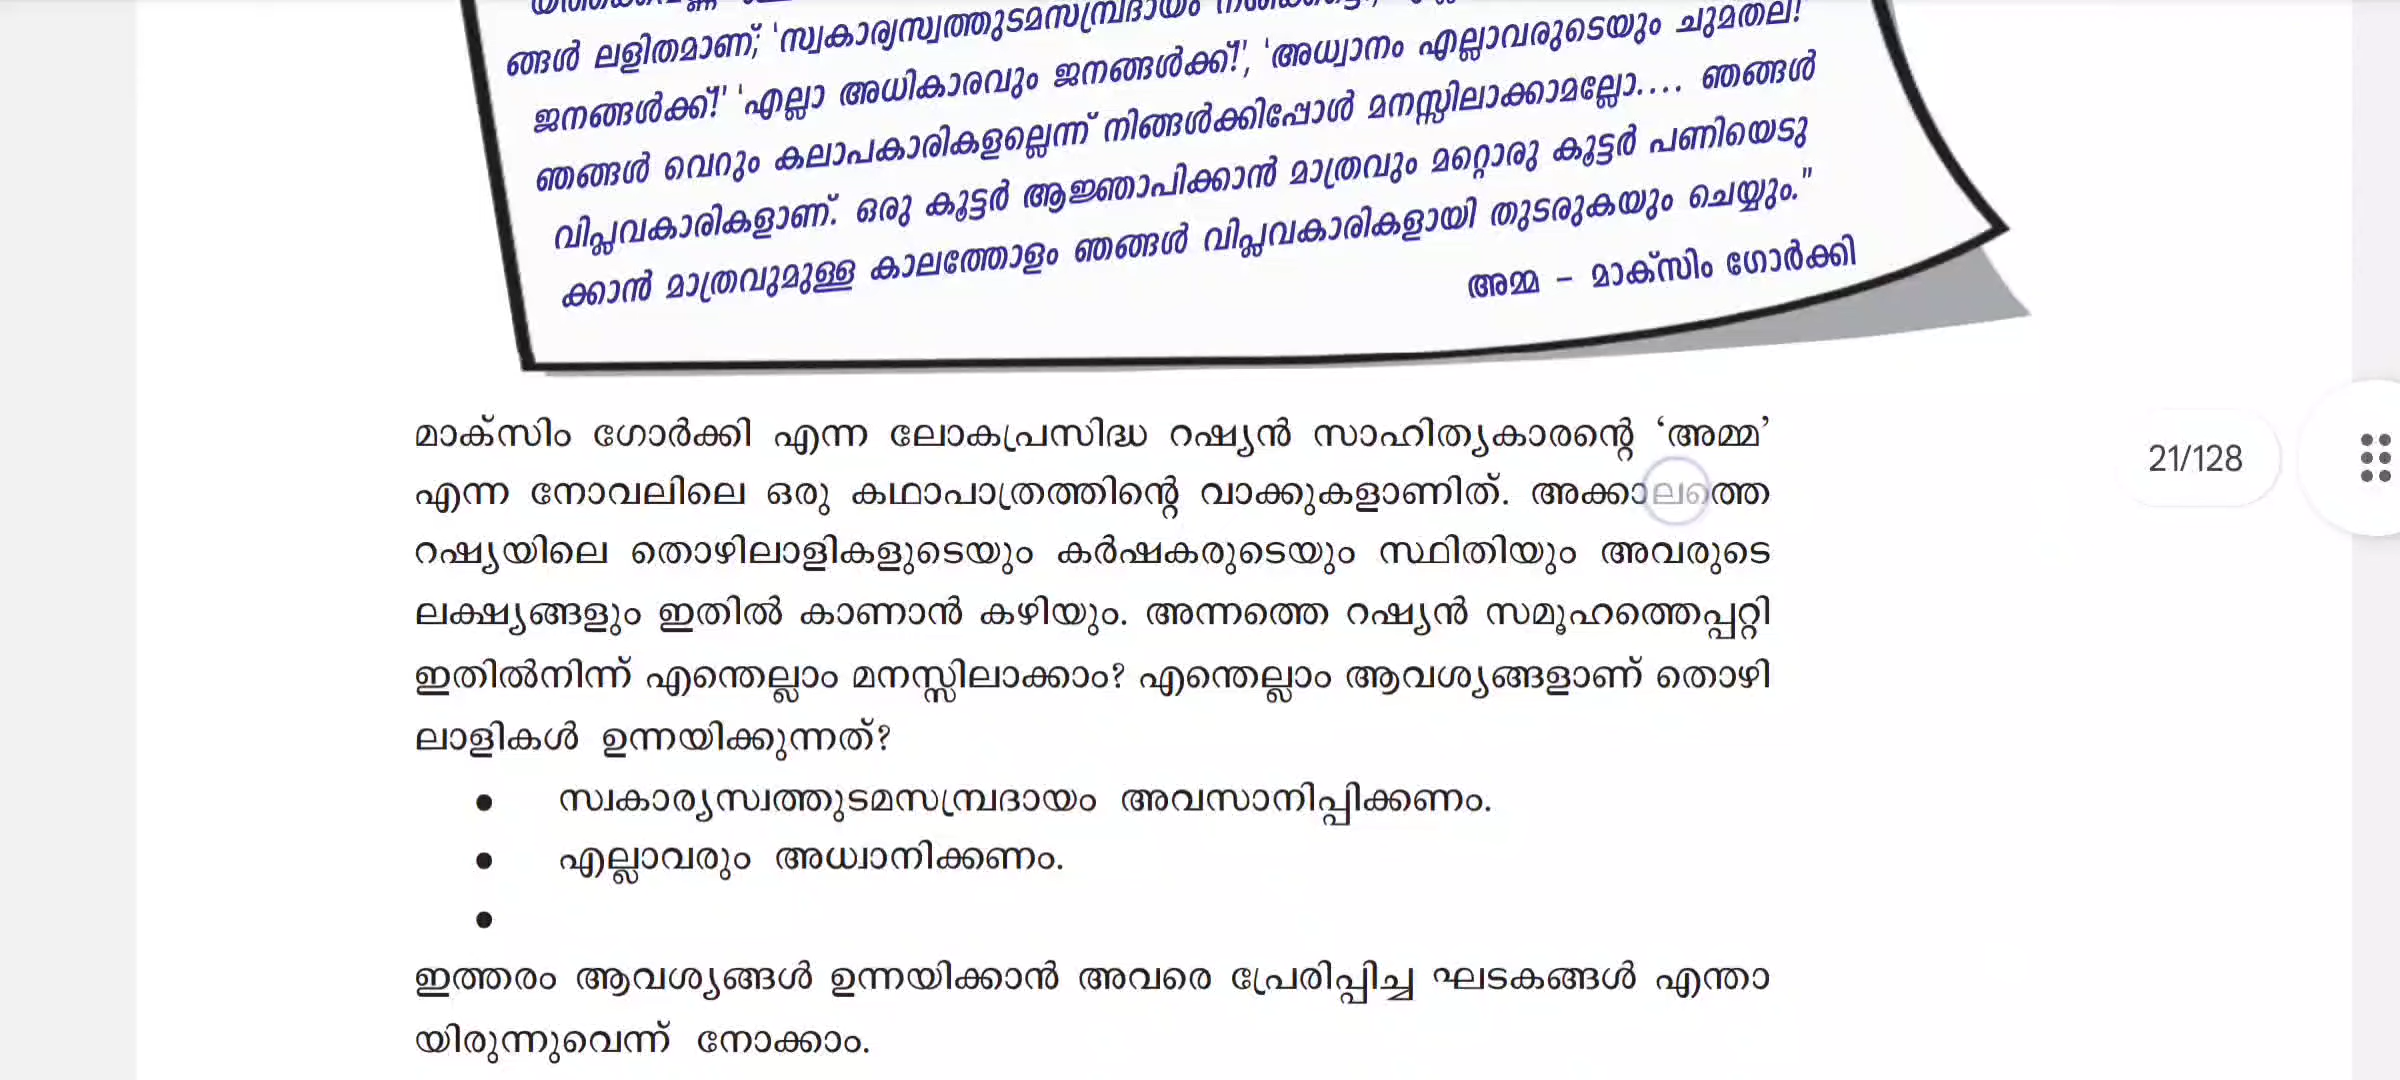 ങ്ങൾ ലളിതമാണ്; 'സ്വകാര്യസ്വത്തുടമസമ്പ്രദായം
ജനങ്ങൾക്ക്!' 'എല്ലാ അധികാരവും ജനങ്ങൾക്ക്!', 'അധ്വാനം എല്ലാവരുടെയും ചുമതല!'
ഞങ്ങൾ വെറും കലാപകാരികളല്ലെന്ന് നിങ്ങൾക്കിപ്പോൾ മനസ്സിലാക്കാമല്ലോ.... ഞങ്ങൾ
വിപ്ലവകാരികളാണ്. ഒരു കൂട്ടർ ആജ്ഞാപിക്കാൻ മാത്രവും മറ്റൊരു കൂട്ടർ പണിയെടു
ക്കാൻ മാത്രവുമുള്ള കാലത്തോളം ഞങ്ങൾ വിപ്ലവകാരികളായി തുടരുകയും ചെയ്യും."
അമ്മ – മാക്സിം ഗോർക്കി
മാക്സിം ഗോർക്കി എന്ന ലോകപ്രസിദ്ധ റഷ്യൻ സാഹിത്യകാരന്റെ ‘അമ്മ’
എന്ന നോവലിലെ ഒരു കഥാപാത്രത്തിന്റെ വാക്കുകളാണിത്. അക്കാലത്തെ
റഷ്യയിലെ തൊഴിലാളികളുടെയും കർഷകരുടെയും സ്ഥിതിയും അവരുടെ
ലക്ഷ്യങ്ങളും ഇതിൽ കാണാൻ കഴിയും. അന്നത്തെ റഷ്യൻ സമൂഹത്തെപ്പറ്റി
ഇതിൽനിന്ന് എന്തെല്ലാം മനസ്സിലാക്കാം? എന്തെല്ലാം ആവശ്യങ്ങളാണ് തൊഴി
ലാളികൾ ഉന്നയിക്കുന്നത്?
• സ്വകാര്യസ്വത്തുടമസമ്പ്രദായം അവസാനിപ്പിക്കണം.
• എല്ലാവരും അധ്വാനിക്കണം.
•
ഇത്തരം ആവശ്യങ്ങൾ ഉന്നയിക്കാൻ അവരെ പ്രേരിപ്പിച്ച ഘടകങ്ങൾ എന്താ
യിരുന്നുവെന്ന് നോക്കാം.
21/128